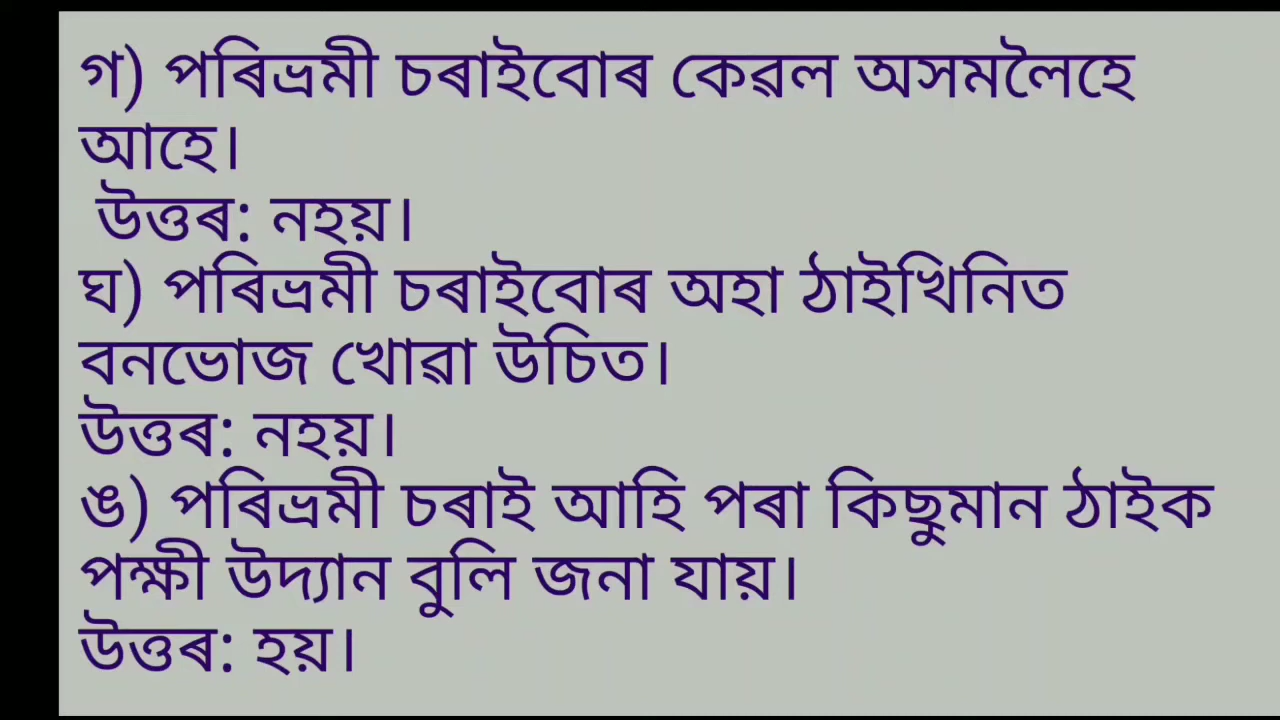 গ) পৰিভ্ৰমী চৰাইবোৰ কেৱল অসমলৈহে
আহে।
উত্তৰ: নহয়।
ঘ) পৰিভ্ৰমী চৰাইবোৰ অহা ঠাইখিনিত
বনভোজ খোৱা উচিত।
উত্তৰ: নহয়।
ঙ) পৰিভ্ৰমী চৰাই আহি পৰা কিছুমান ঠাইক
পক্ষী উদ্যান বুলি জনা যায়।
উত্তৰ: হয়।